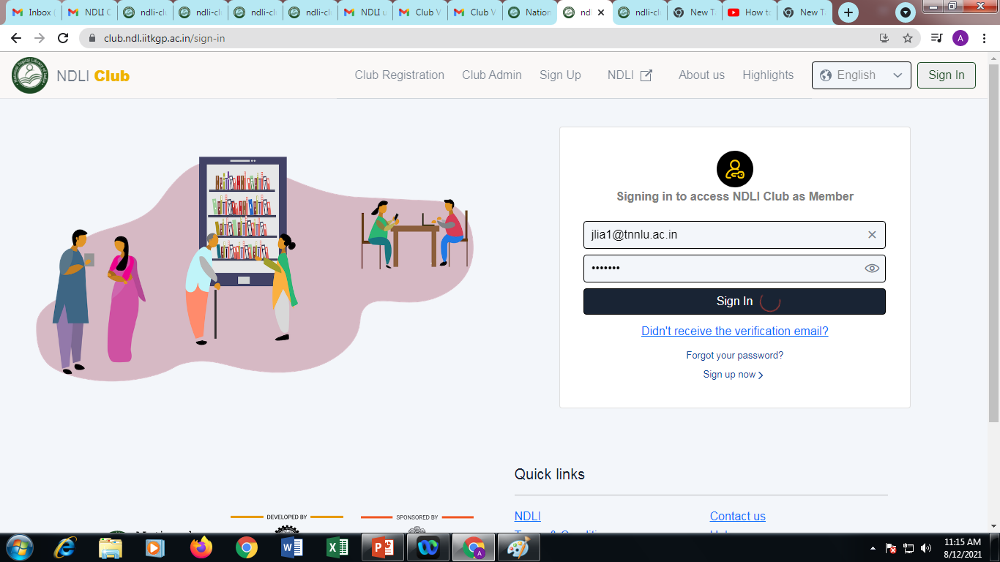 Inbox (
NDLI C
ndli-cl
ndli-cl
ndli-cl
ndli-cl
NDLI u
Club V
Club V
Nation
ndl
ndli-cl
New T
How to
New T
club.ndl.iitkgp.ac.in/sign-in
A
NDLI Club
Club Registration
Club Admin
Sign Up
NDLI
About us
Highlights
English
Sign In
Signing in to access NDLI Club as Member
jlia1@tnnlu.ac.in
•••••••
Sign In
Didn't receive the verification email?
Forgot your password?
Sign up now
Quick links
DEVELOPED BY
SPONSORED BY
NDLI
Contact us
11:15 AM
8/12/2021